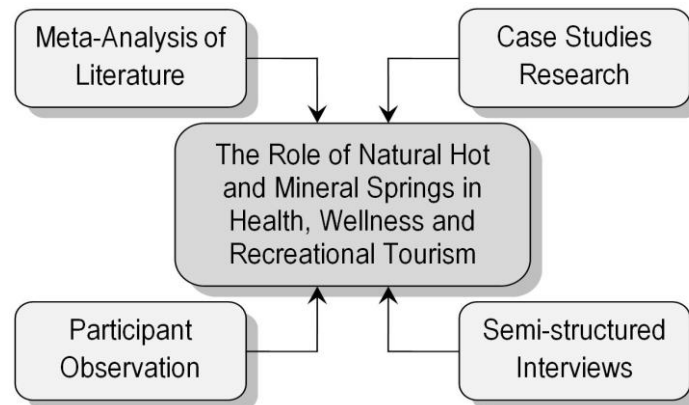 Meta-Analysis of
Literature
Case Studies
Research
The Role of Natural Hot
and Mineral Springs in
Health, Wellness and
Recreational Tourism
Participant
Observation
Semi-structured
Interviews